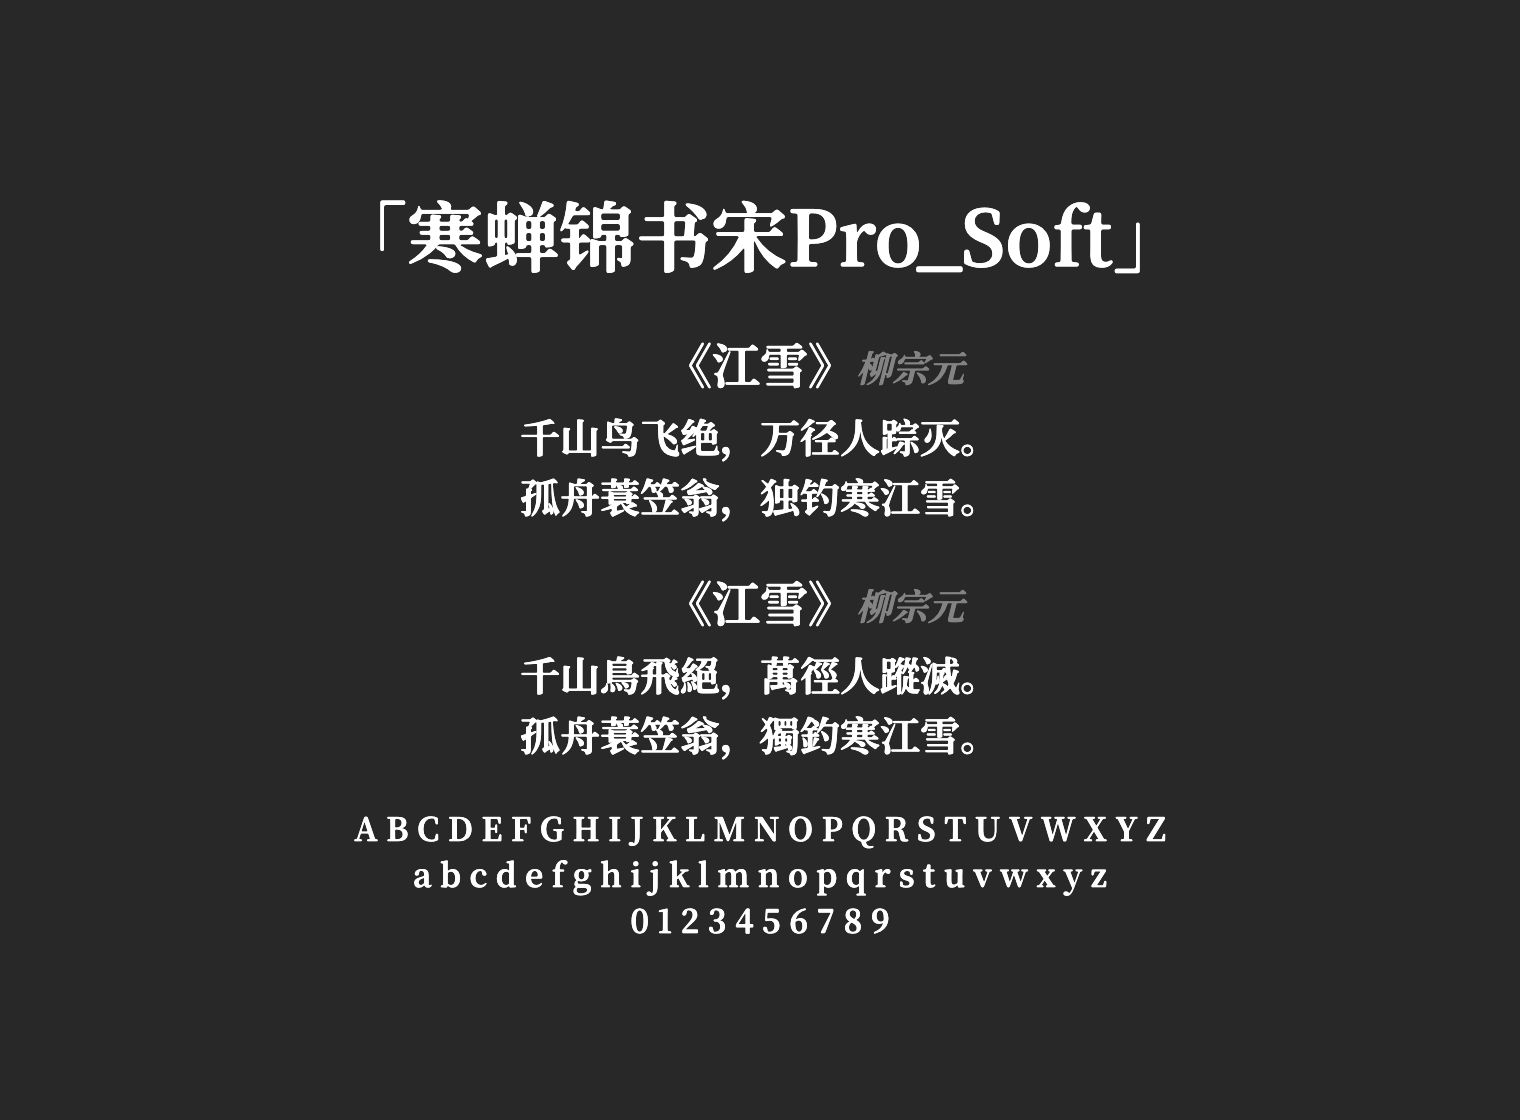 「寒蝉锦书宋Pro_Soft」
《江雪》 柳宗元
千山鸟飞绝，万径人踪灭。
孤舟蓑笠翁，独钓寒江雪。
《江雪》 柳宗元
千山鳥飛絕，萬徑人蹤滅。
孤舟蓑笠翁，獨釣寒江雪。
A B C D E F G H I J K L M N O P Q R S T U V W X Y Z
a b c d e f g h i j k l m n o p q r s t u v w x y z
0 1 2 3 4 5 6 7 8 9